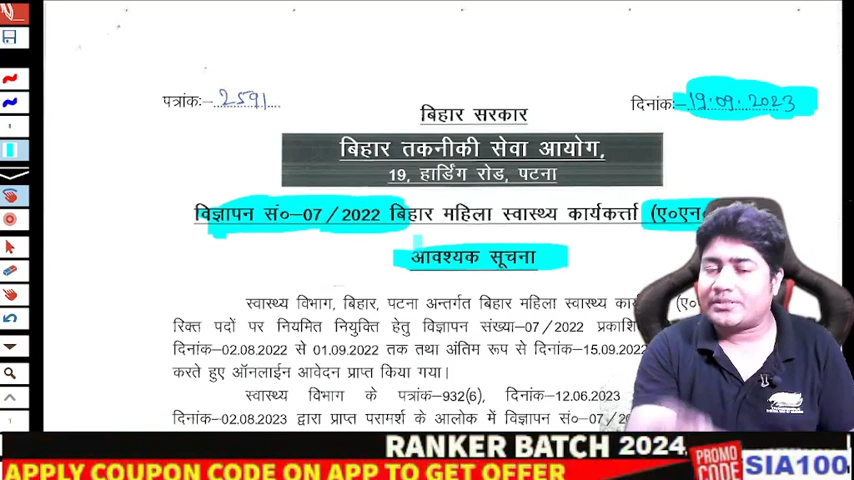 पत्रांकः- 2591 दिनांकः- 19.09.2023
बिहार सरकार
बिहार तकनीकी सेवा आयोग,
19, हार्डिंग रोड, पटना
विज्ञापन सं०-07/2022 बिहार महिला स्वास्थ्य कार्यकर्त्ता (ए०एन
आवश्यक सूचना
स्वास्थ्य विभाग, बिहार, पटना अन्तर्गत बिहार महिला स्वास्थ्य (ए०
रिक्त पदों पर नियमित नियुक्ति हेतु विज्ञापन संख्या-07/2022
दिनांक-02.08.2022 से 01.09.2022 तक तथा अंतिम रूप से दिनांक-15.09.2022
करते हुए ऑनलाईन आवेदन प्राप्त किया गया।
स्वास्थ्य विभाग के पत्रांक-932(6), दिनांक-12.06.2023
दिनांक-02.08.2023 द्वारा प्राप्त परामर्श के आलोक में विज्ञापन सं०-07/2
RANKER BATCH 2024
APPLY COUPON CODE ON APP TO GET OFFER
PROMO CODE SIA100